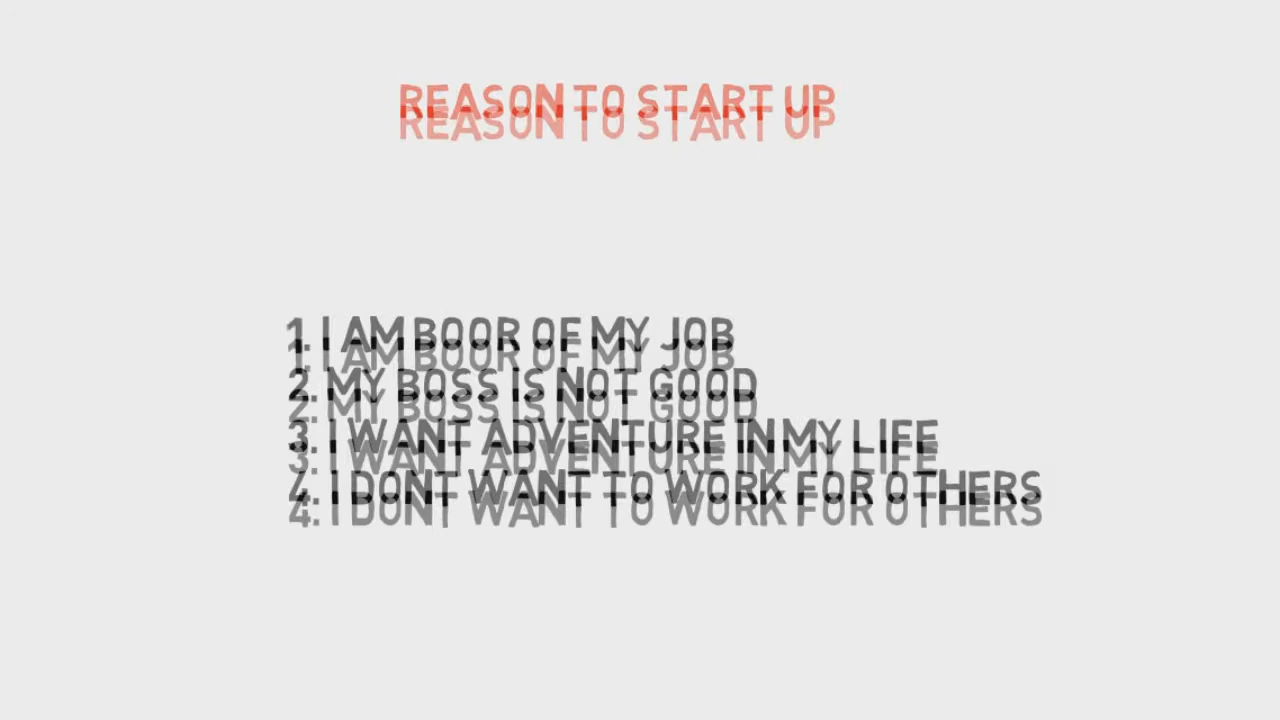 REASON TO START UP
1. I AM BOOR OF MY JOB
2. MY BOSS IS NOT GOOD
3. I WANT ADVENTURE IN MY LIFE
4. I DONT WANT TO WORK FOR OTHERS